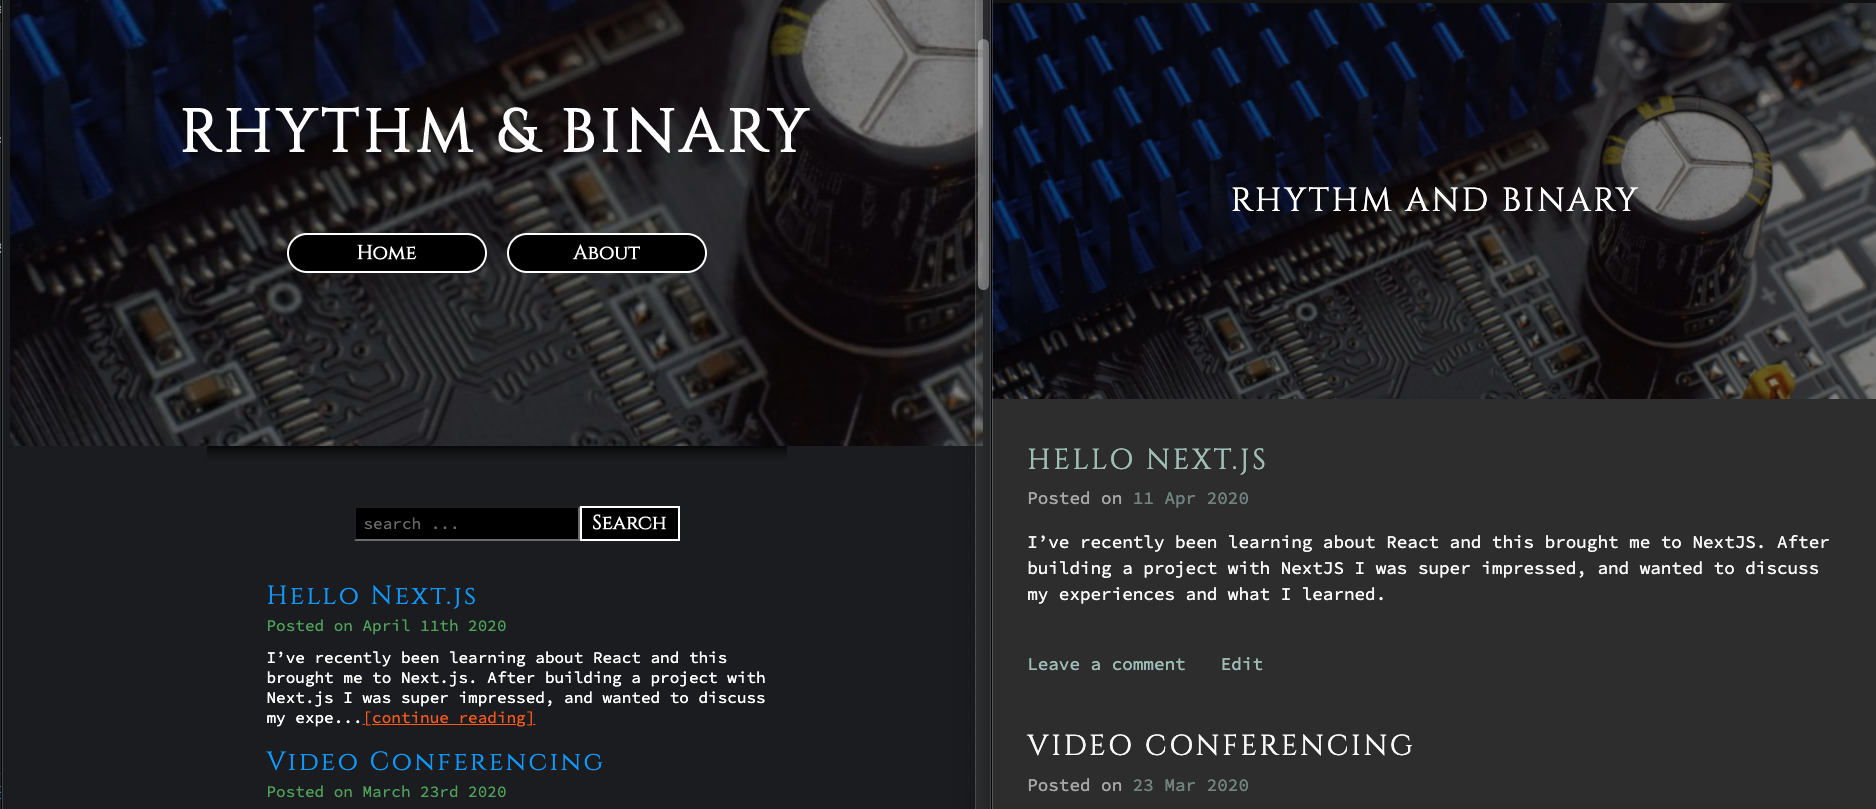 RHYTHM & BINARY
Home
About
search ...
Search
Hello Next.js
Posted on April 11th 2020
I’ve recently been learning about React and this
brought me to Next.js. After building a project with
Next.js I was super impressed, and wanted to discuss
my expe...[continue reading]
Video Conferencing
Posted on March 23rd 2020
RHYTHM AND BINARY
HELLO NEXT.JS
Posted on 11 Apr 2020
I’ve recently been learning about React and this brought me to NextJS. After
building a project with NextJS I was super impressed, and wanted to discuss
my experiences and what I learned.
Leave a comment Edit
VIDEO CONFERENCING
Posted on 23 Mar 2020